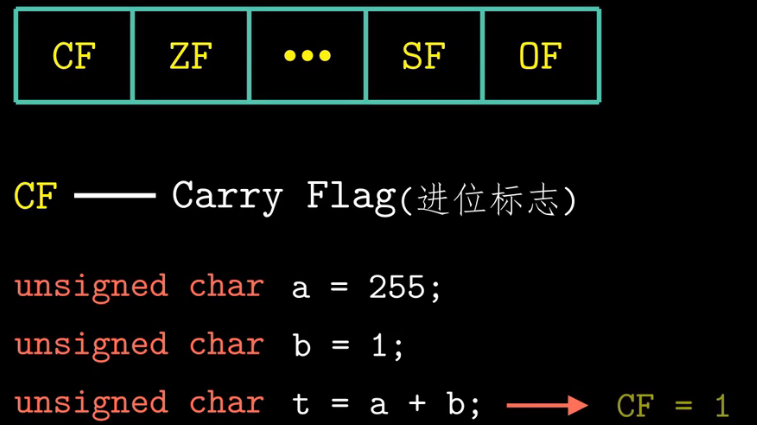 CF ZF ••• SF OF
CF —— Carry Flag(进位标志)
unsigned char a = 255;
unsigned char b = 1;
unsigned char t = a + b; → CF = 1